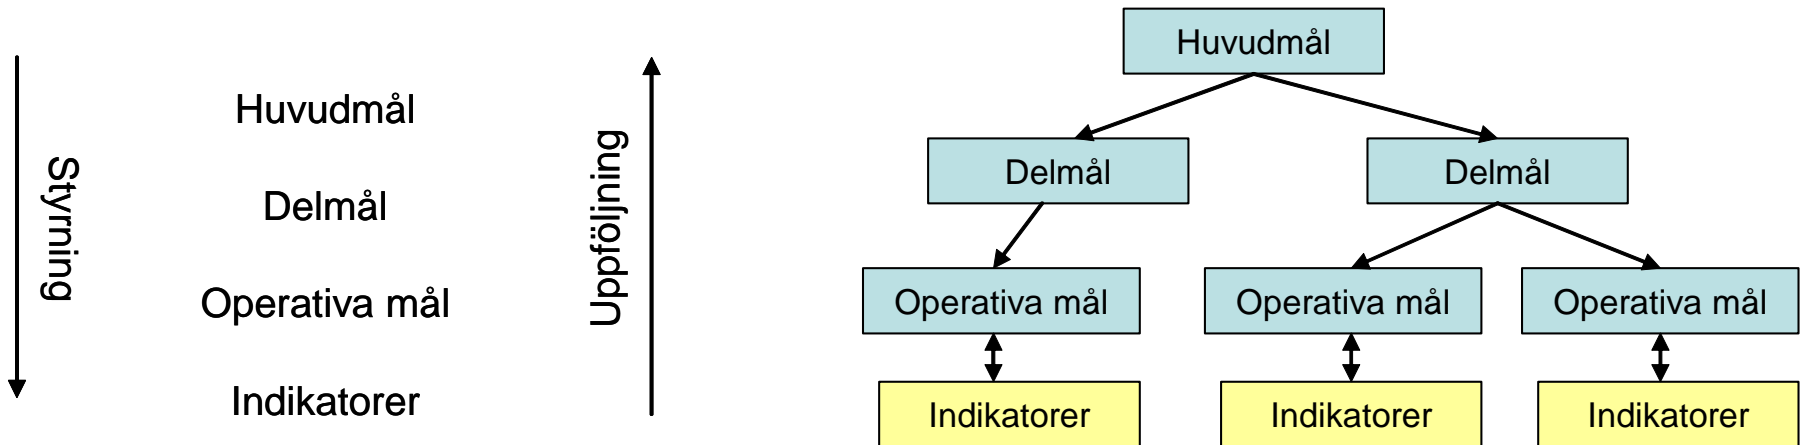 Styrning
Huvudmål
Delmål
Operativa mål
Indikatorer
Uppföljning
Huvudmål
Delmål
Delmål
Operativa mål
Operativa mål
Operativa mål
Indikatorer
Indikatorer
Indikatorer